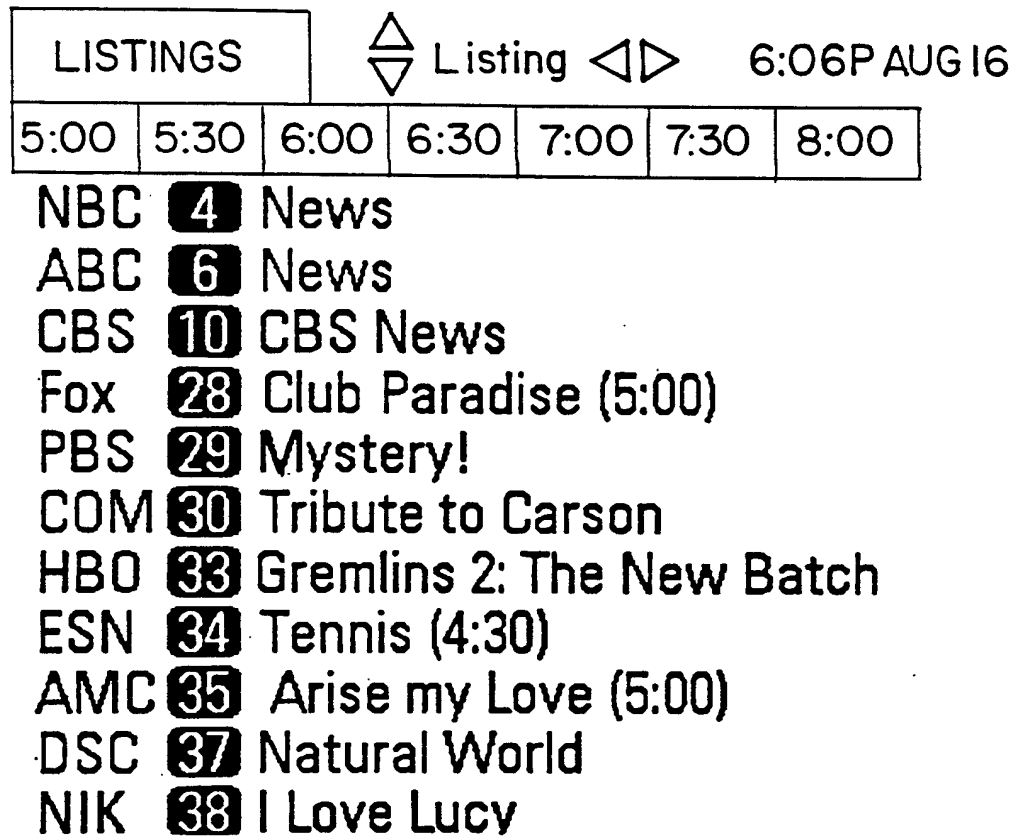 LISTINGS Listing 6:06P AUG 16
5:00 5:30 6:00 6:30 7:00 7:30 8:00
NBC 4 News
ABC 6 News
CBS 10 CBS News
Fox 28 Club Paradise (5:00)
PBS 29 Mystery!
COM 30 Tribute to Carson
HBO 33 Gremlins 2: The New Batch
ESN 34 Tennis (4:30)
AMC 35 Arise my Love (5:00)
DSC 37 Natural World
NIK 38 I Love Lucy